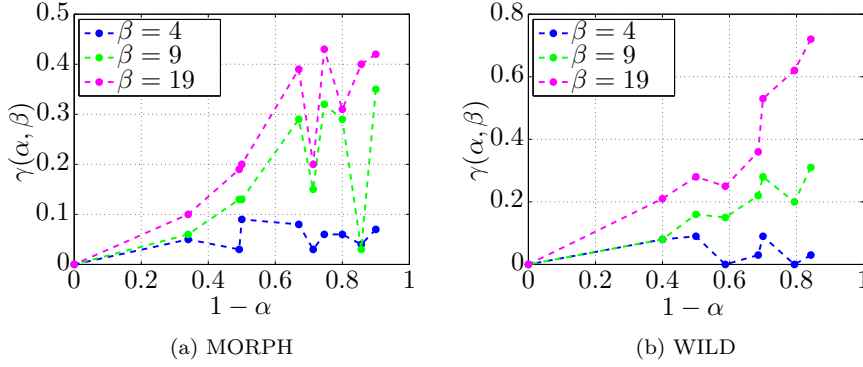 0.5
0.4
0.3
0.2
0.1
0
γ(α, β)
β = 4
β = 9
β = 19
0 0.2 0.4 0.6 0.8 1
1 − α
(a) MORPH
0.8
0.6
0.4
0.2
0
γ(α, β)
β = 4
β = 9
β = 19
0 0.2 0.4 0.6 0.8 1
1 − α
(b) WILD